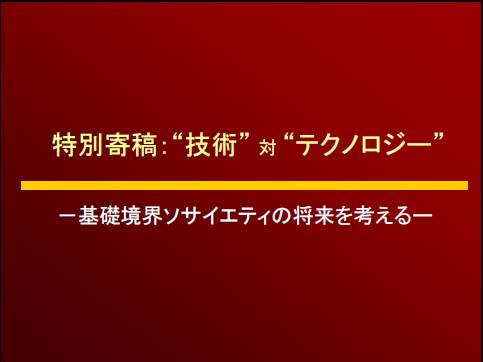 特別寄稿：“技術” 対 “テクノロジー”
－基礎境界ソサイエティの将来を考えるー